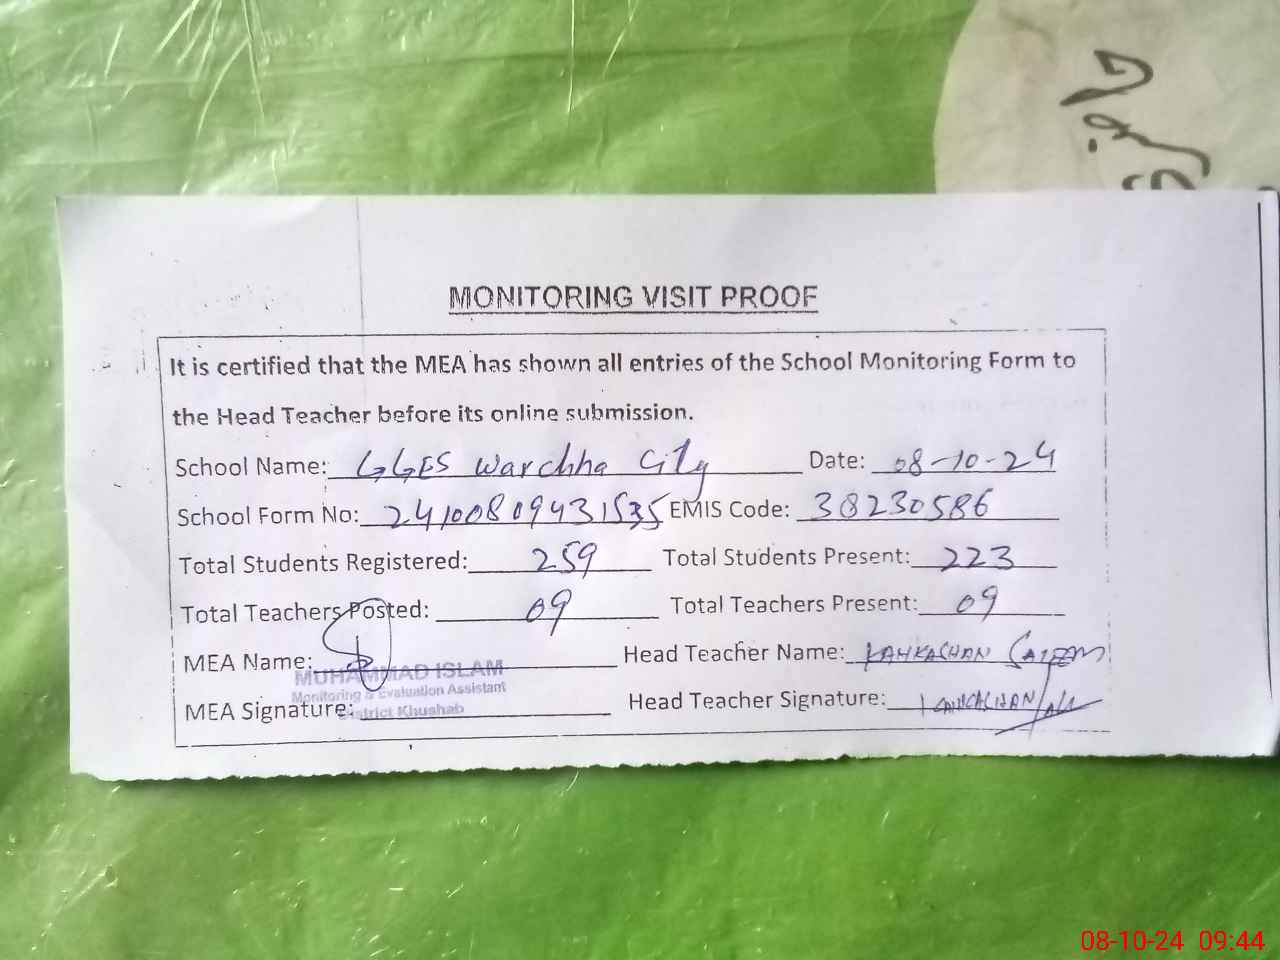 MONITORING VISIT PROOF
It is certified that the MEA has shown all entries of the School Monitoring Form to
the Head Teacher before its online submission.
School Name: GGES Warchha City Date: 08-10-24
School Form No: 24100809431535 EMIS Code: 38230586
Total Students Registered: 259 Total Students Present: 223
Total Teachers Posted: 09 Total Teachers Present: 09
MEA Name: Head Teacher Name: KAHKASHAN SALEEM
MUHAMMAD ISLAM
Monitoring & Evaluation Assistant
District Khushab
MEA Signature: Head Teacher Signature: KAHKASHAN
08-10-24 09:44